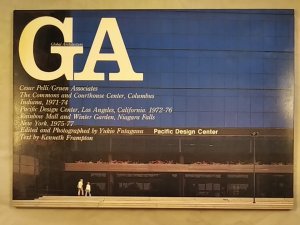 GA
Global Architecture
Cesar Pelli/Gruen Associates
The Commons and Courthouse Center, Columbus
Indiana, 1971-74
Pacific Design Center, Los Angeles, California. 1972-76
Rainbow Mall and Winter Garden, Niagara Falls
New York, 1975-77
Edited and Photographed by Yukio Futagawa
Text by Kenneth Frampton
Pacific Design Center